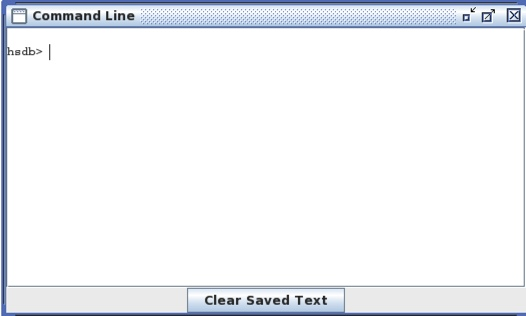 Command Line
hsdb>
Clear Saved Text